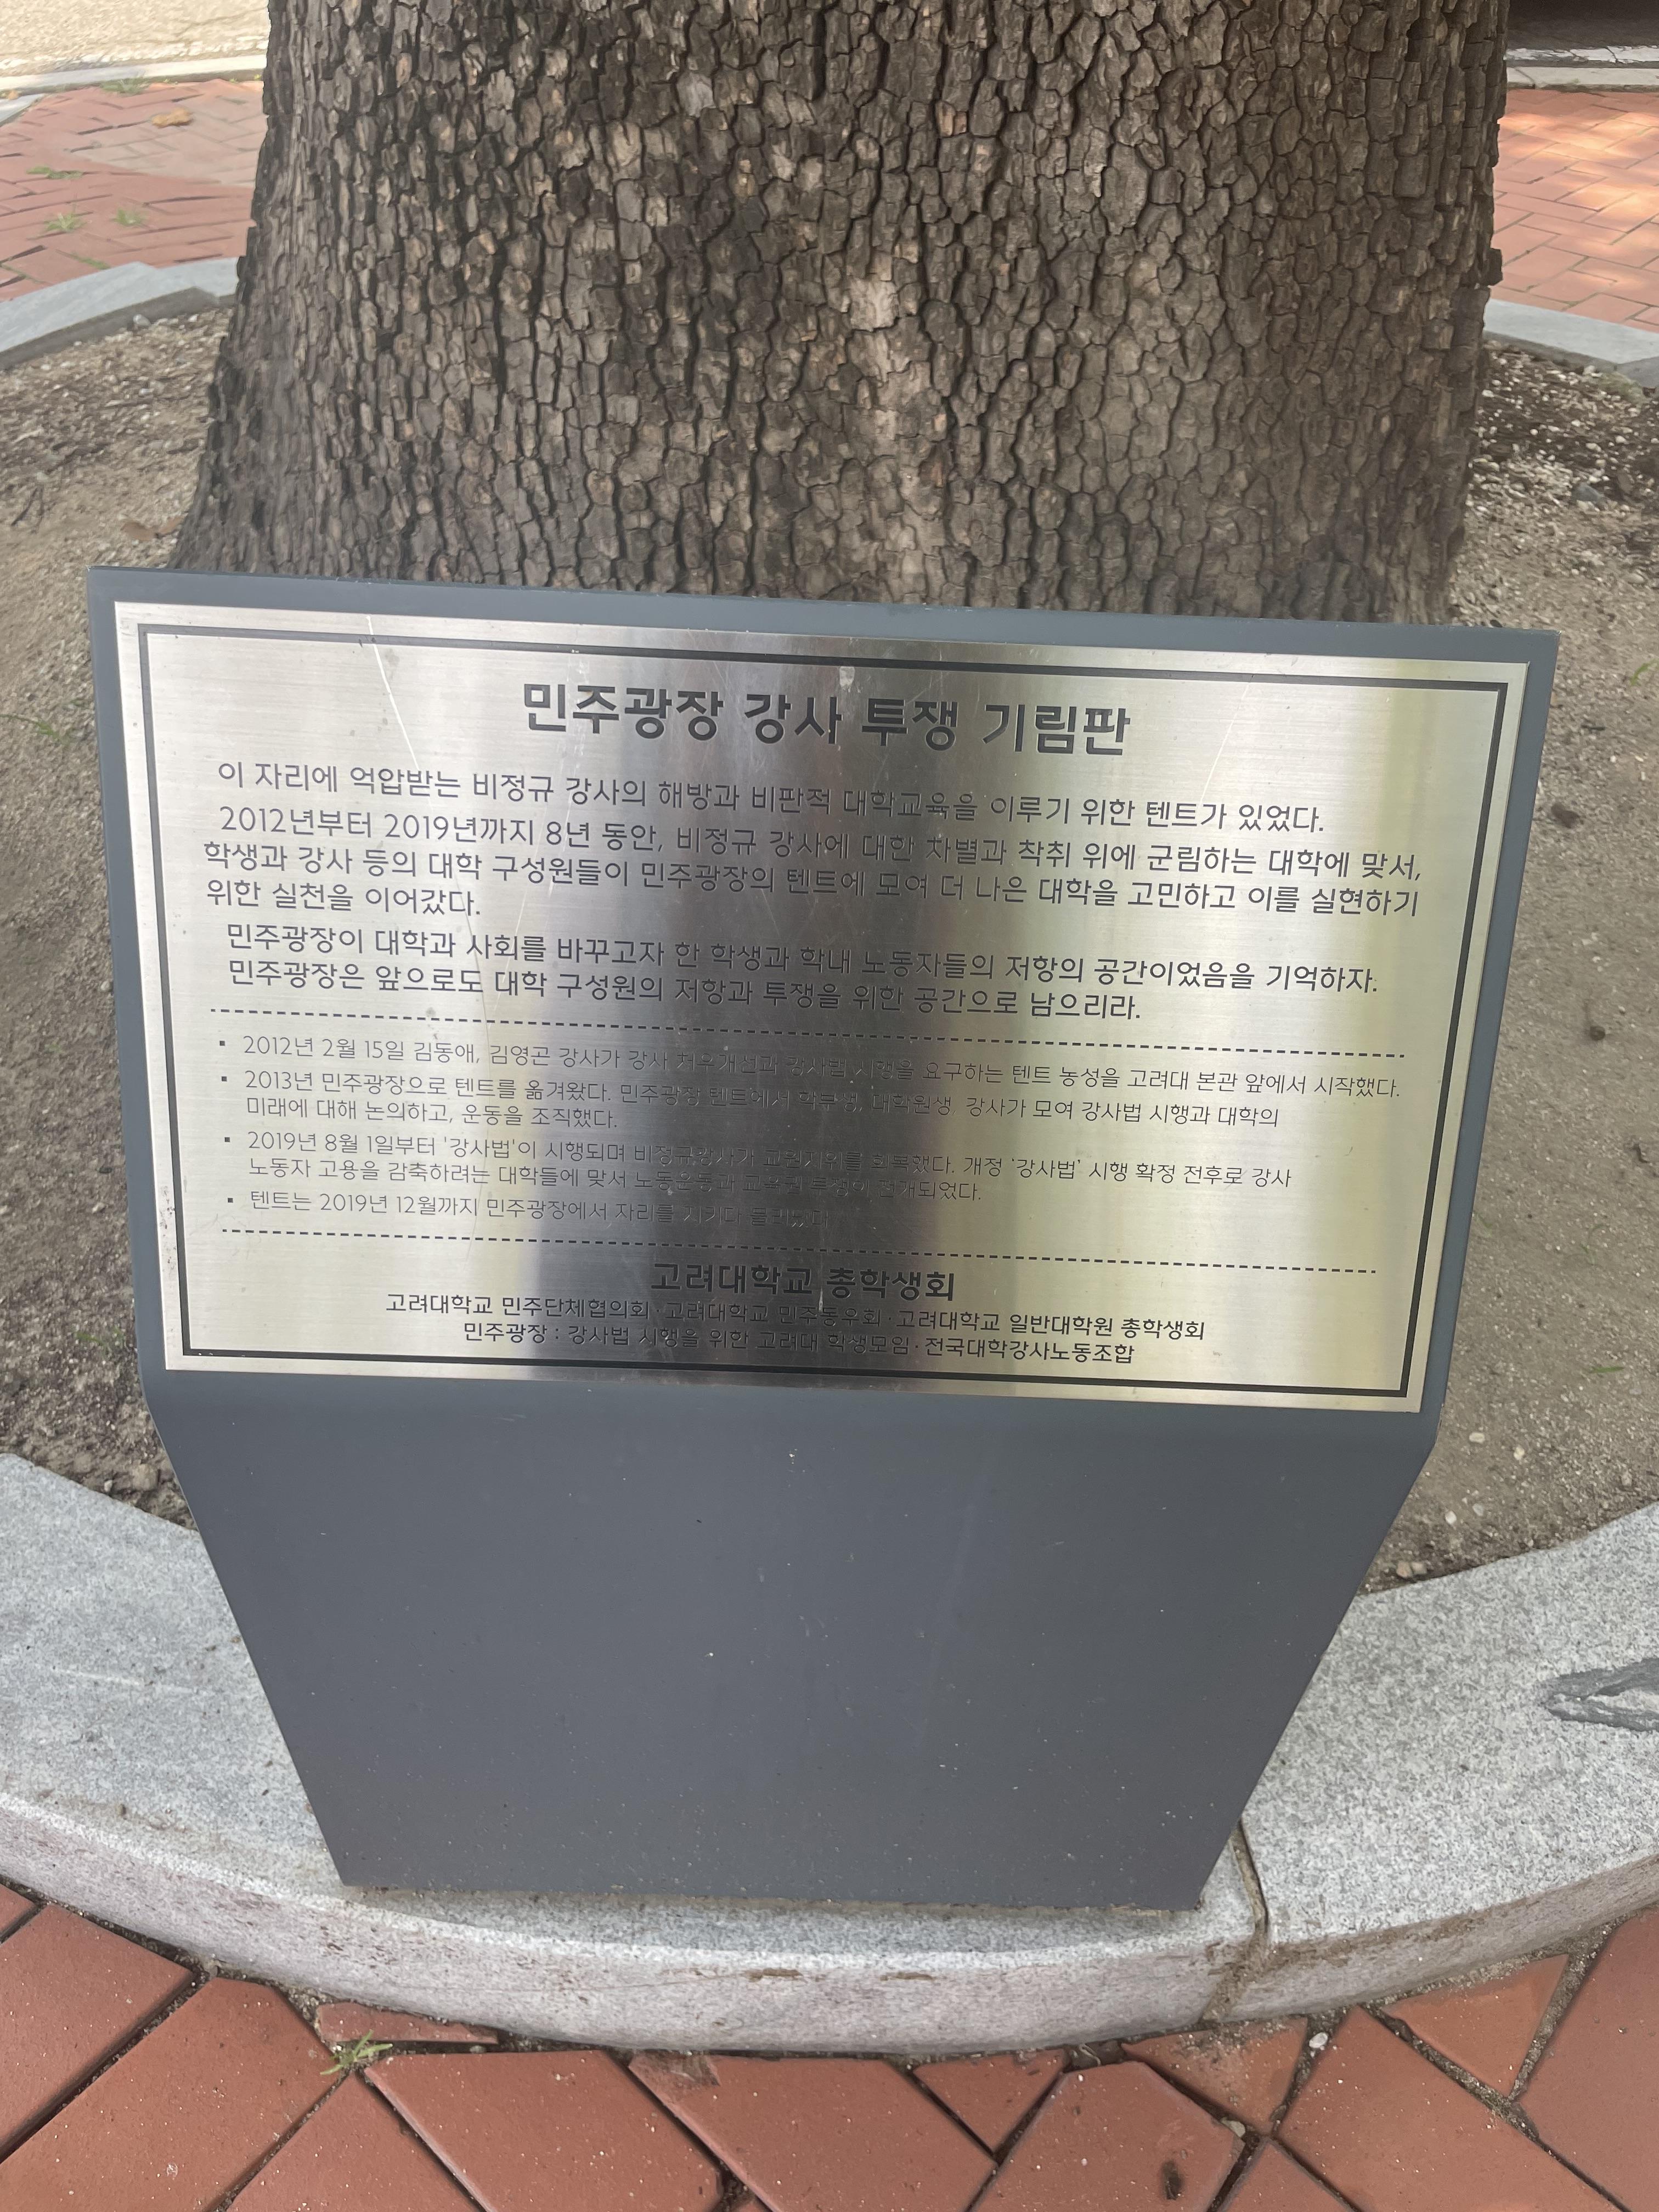 민주광장 강사 투쟁 기림판
이 자리에 억압받는 비정규 강사의 해방과 비판적 대학교육을 이루기 위한 텐트가 있었다.
2012년부터 2019년까지 8년 동안, 비정규 강사에 대한 차별과 착취 위에 군림하는 대학에 맞서,
학생과 강사 등의 대학 구성원들이 민주광장의 텐트에 모여 더 나은 대학을 고민하고 이를 실현하기
위한 실천을 이어갔다.
민주광장이 대학과 사회를 바꾸고자 한 학생과 학내 노동자들의 저항의 공간이었음을 기억하자.
민주광장은 앞으로도 대학 구성원의 저항과 투쟁을 위한 공간으로 남으리라.
▪ 2012년 2월 15일 김동애, 김영곤 강사가 강사 처우개선과 강사법 시행을 요구하는 텐트 농성을 고려대 본관 앞에서 시작했다.
▪ 2013년 민주광장으로 텐트를 옮겨왔다. 민주광장 텐트에서 학부생, 대학원생, 강사가 모여 강사법 시행과 대학의
미래에 대해 논의하고, 운동을 조직했다.
▪ 2019년 8월 1일부터 '강사법'이 시행되며 비정규강사가 교원지위를 회복했다. 개정 '강사법' 시행 확정 전후로 강사
노동자 고용을 감축하려는 대학들에 맞서 노동운동과 교육권 투쟁이 전개되었다.
▪ 텐트는 2019년 12월까지 민주광장에서 자리를 지키다
고려대학교 총학생회
고려대학교 민주단체협의회·고려대학교 민주동우회·고려대학교 일반대학원 총학생회
민주광장 : 강사법 시행을 위한 고려대 학생모임·전국대학강사노동조합